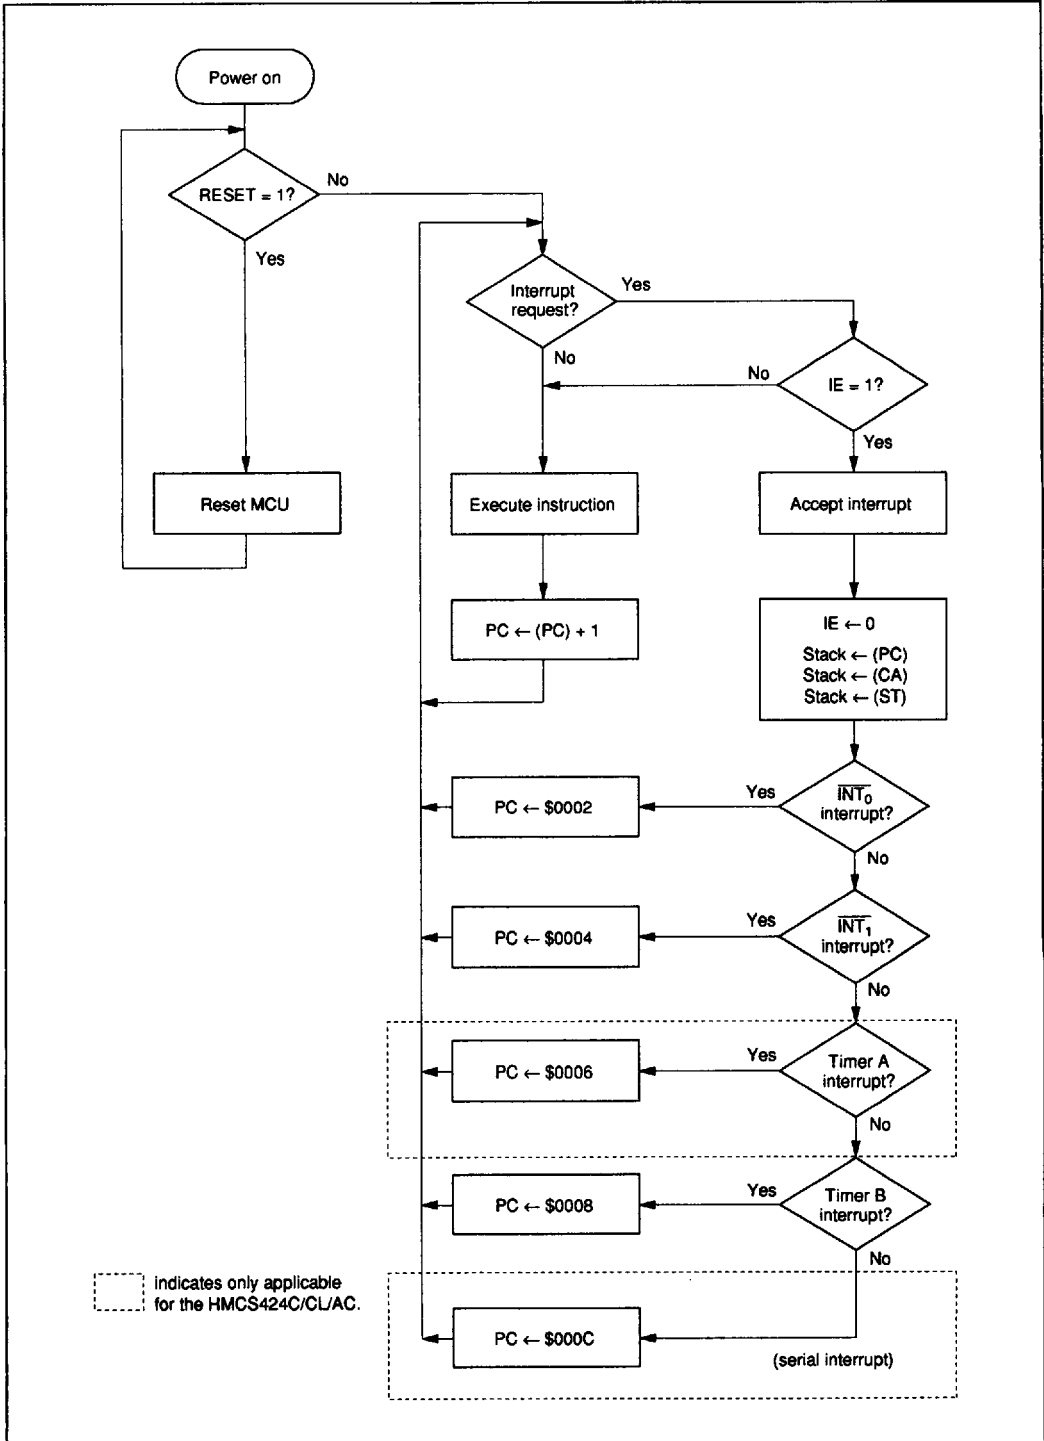 Power on
RESET = 1?
No
Yes
Interrupt
request?
Yes
No
IE = 1?
No
Yes
Reset MCU
Execute instruction
Accept interrupt
PC ← (PC) + 1
IE ← 0
Stack ← (PC)
Stack ← (CA)
Stack ← (ST)
PC ← $0002
Yes
INT₀
interrupt?
No
PC ← $0004
Yes
INT₁
interrupt?
No
PC ← $0006
Yes
Timer A
interrupt?
No
PC ← $0008
Yes
Timer B
interrupt?
No
indicates only applicable
for the HMCS424C/CL/AC.
PC ← $000C
(serial interrupt)